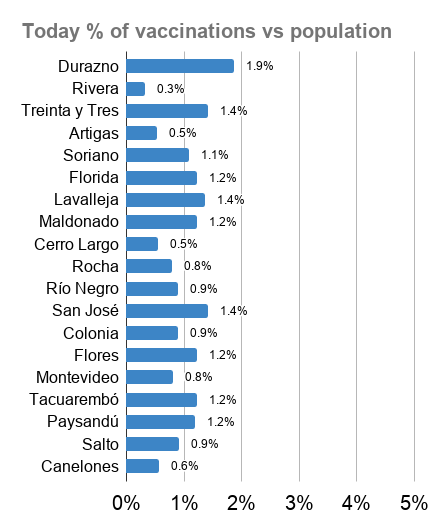 Today % of vaccinations vs population
Durazno 1.9%
Rivera 0.3%
Treinta y Tres 1.4%
Artigas 0.5%
Soriano 1.1%
Florida 1.2%
Lavalleja 1.4%
Maldonado 1.2%
Cerro Largo 0.5%
Rocha 0.8%
Río Negro 0.9%
San José 1.4%
Colonia 0.9%
Flores 1.2%
Montevideo 0.8%
Tacuarembó 1.2%
Paysandú 1.2%
Salto 0.9%
Canelones 0.6%
0% 1% 2% 3% 4% 5%